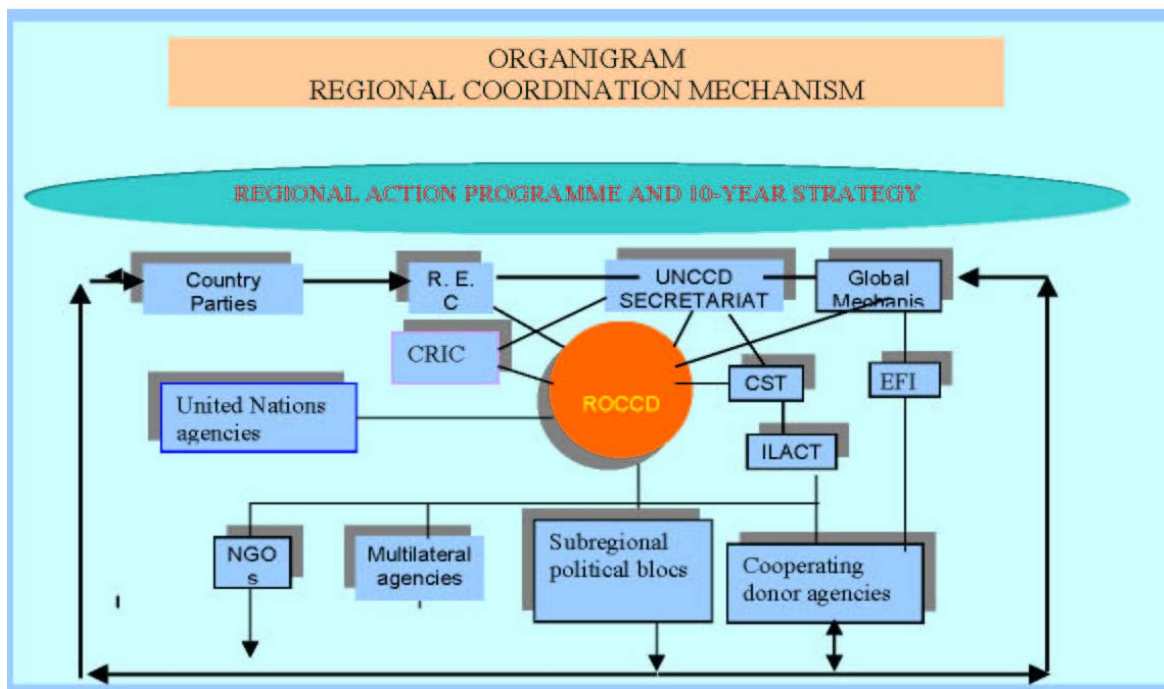 ORGANIGRAM
REGIONAL COORDINATION MECHANISM
REGIONAL ACTION PROGRAMME AND 10-YEAR STRATEGY
Country
Parties
R. E.
C
UNCCD
SECRETARIAT
Global
Mechanis
CRIC
CST
EFI
United Nations
agencies
ROCCD
ILACT
NGO
s
Multilateral
agencies
Subregional
political blocs
Cooperating
donor agencies